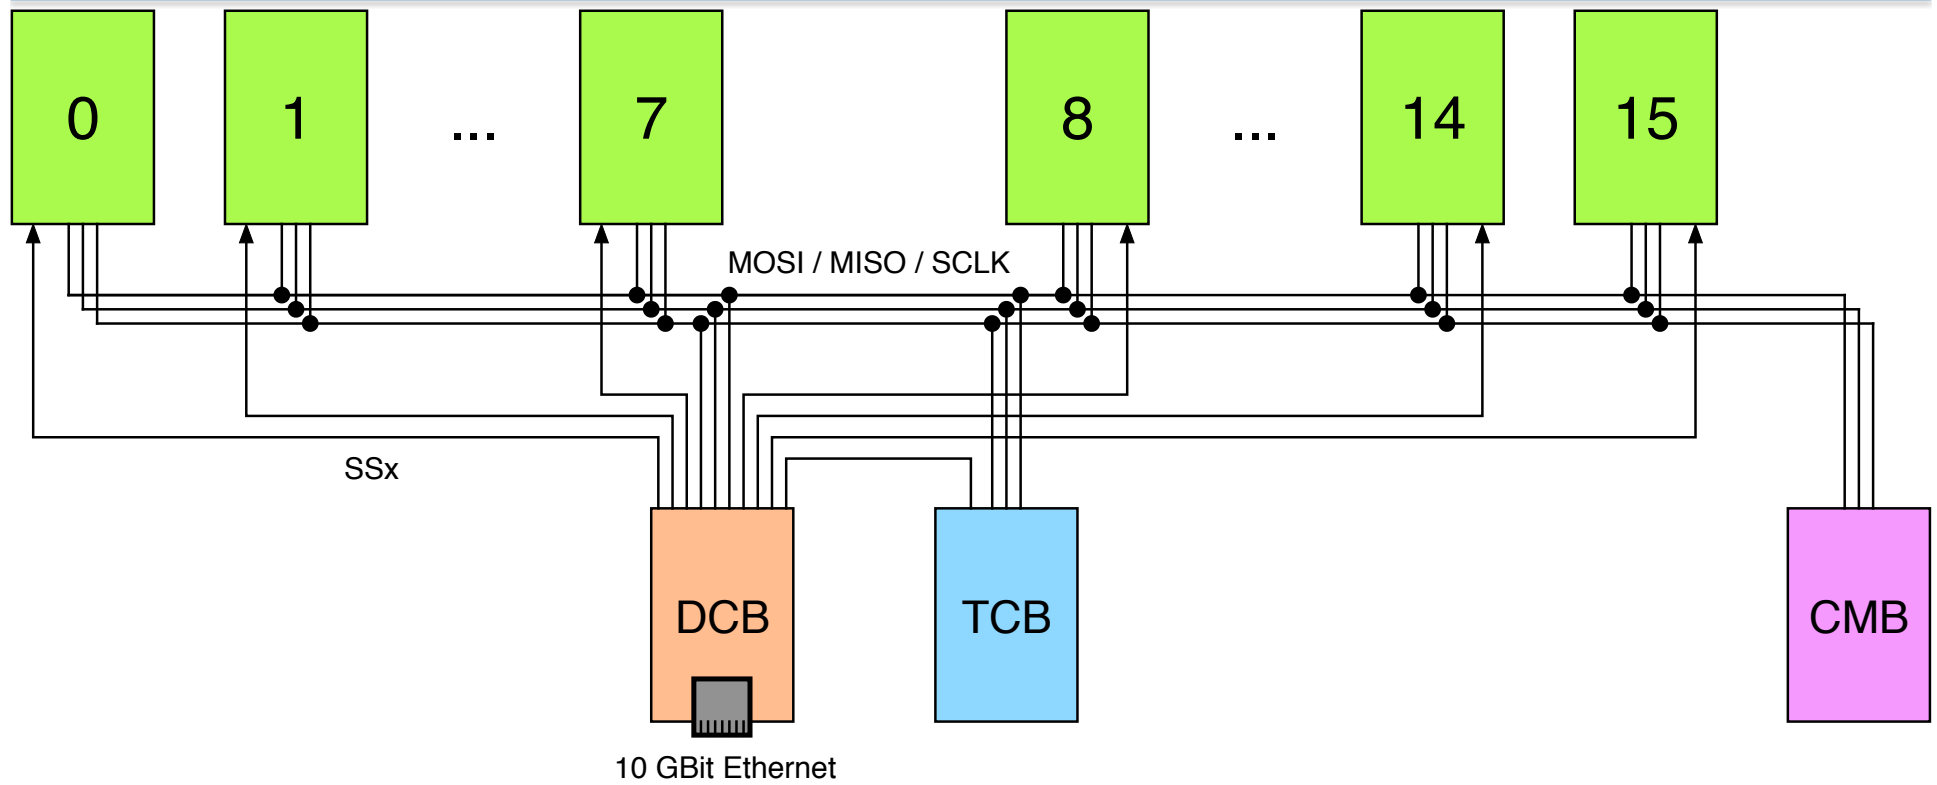 0 1 ... 7 8 ... 14 15
MOSI / MISO / SCLK
SSx
DCB TCB CMB
10 GBit Ethernet